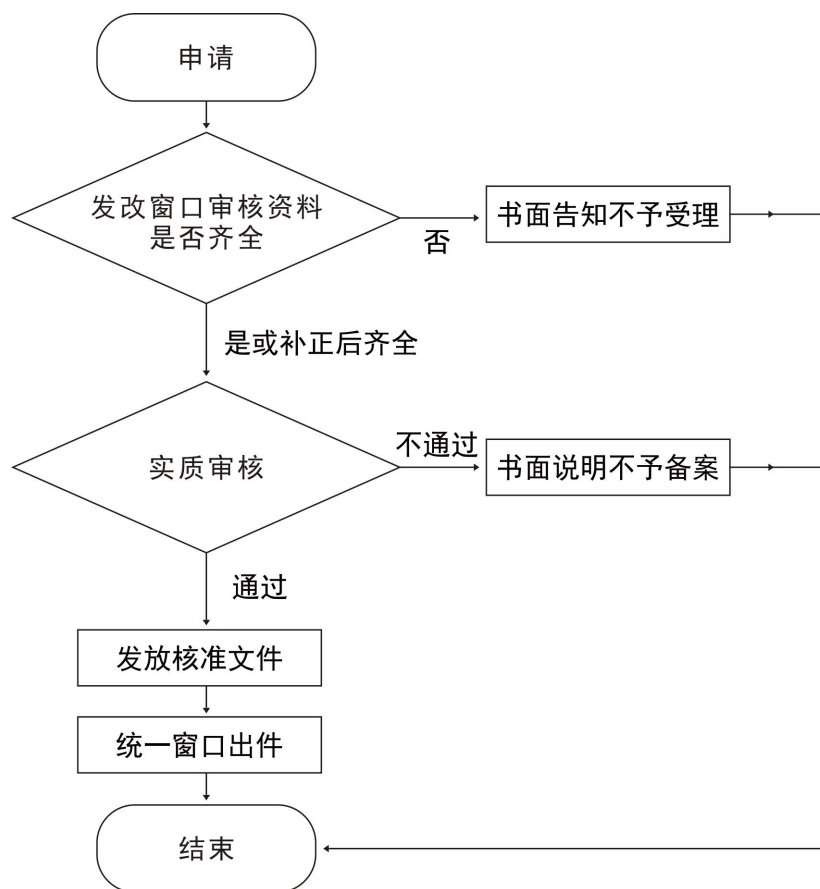 申请
发改窗口审核资料
是否齐全
否
书面告知不予受理
是或补正后齐全
实质审核
不通过
书面说明不予备案
通过
发放核准文件
统一窗口出件
结束